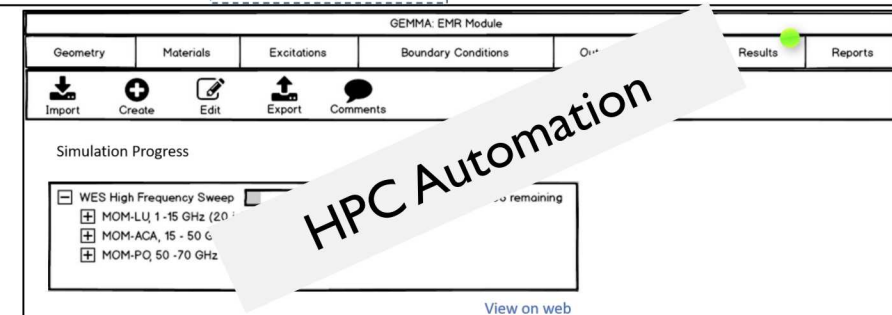 GEMMA: EMR Module
Geometry Materials Excitations Boundary Conditions Results Reports
Import Create Edit Export Comments
Simulation Progress
WES High Frequency Sweep remaining
MOM-LU, 1 -15 GHz (20
MOM-ACA, 15 - 50
MOM-PO, 50 -70 GHz
HPC Automation
View on web